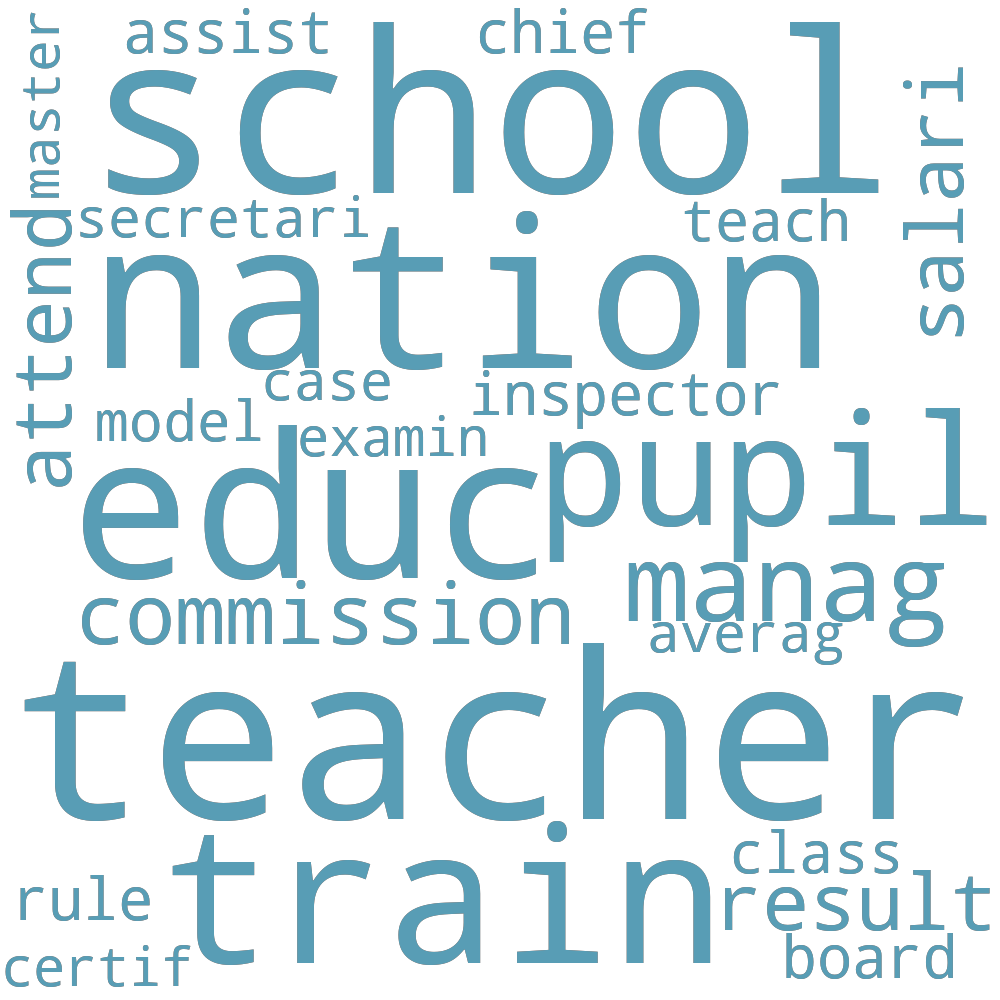 assist
chief
master
school
salari
secretari
teach
attend
nation
case
inspector
model
examin
pupil
educ
manag
commission
averag
teacher
train
class
rule
result
certif
board